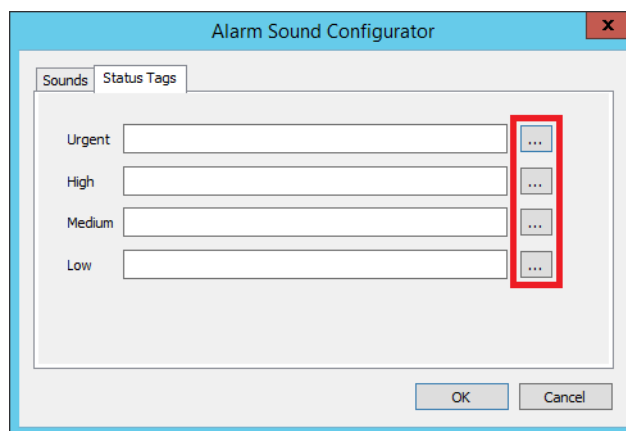 Alarm Sound Configurator
x
Sounds Status Tags
Urgent ...
High ...
Medium ...
Low ...
OK Cancel